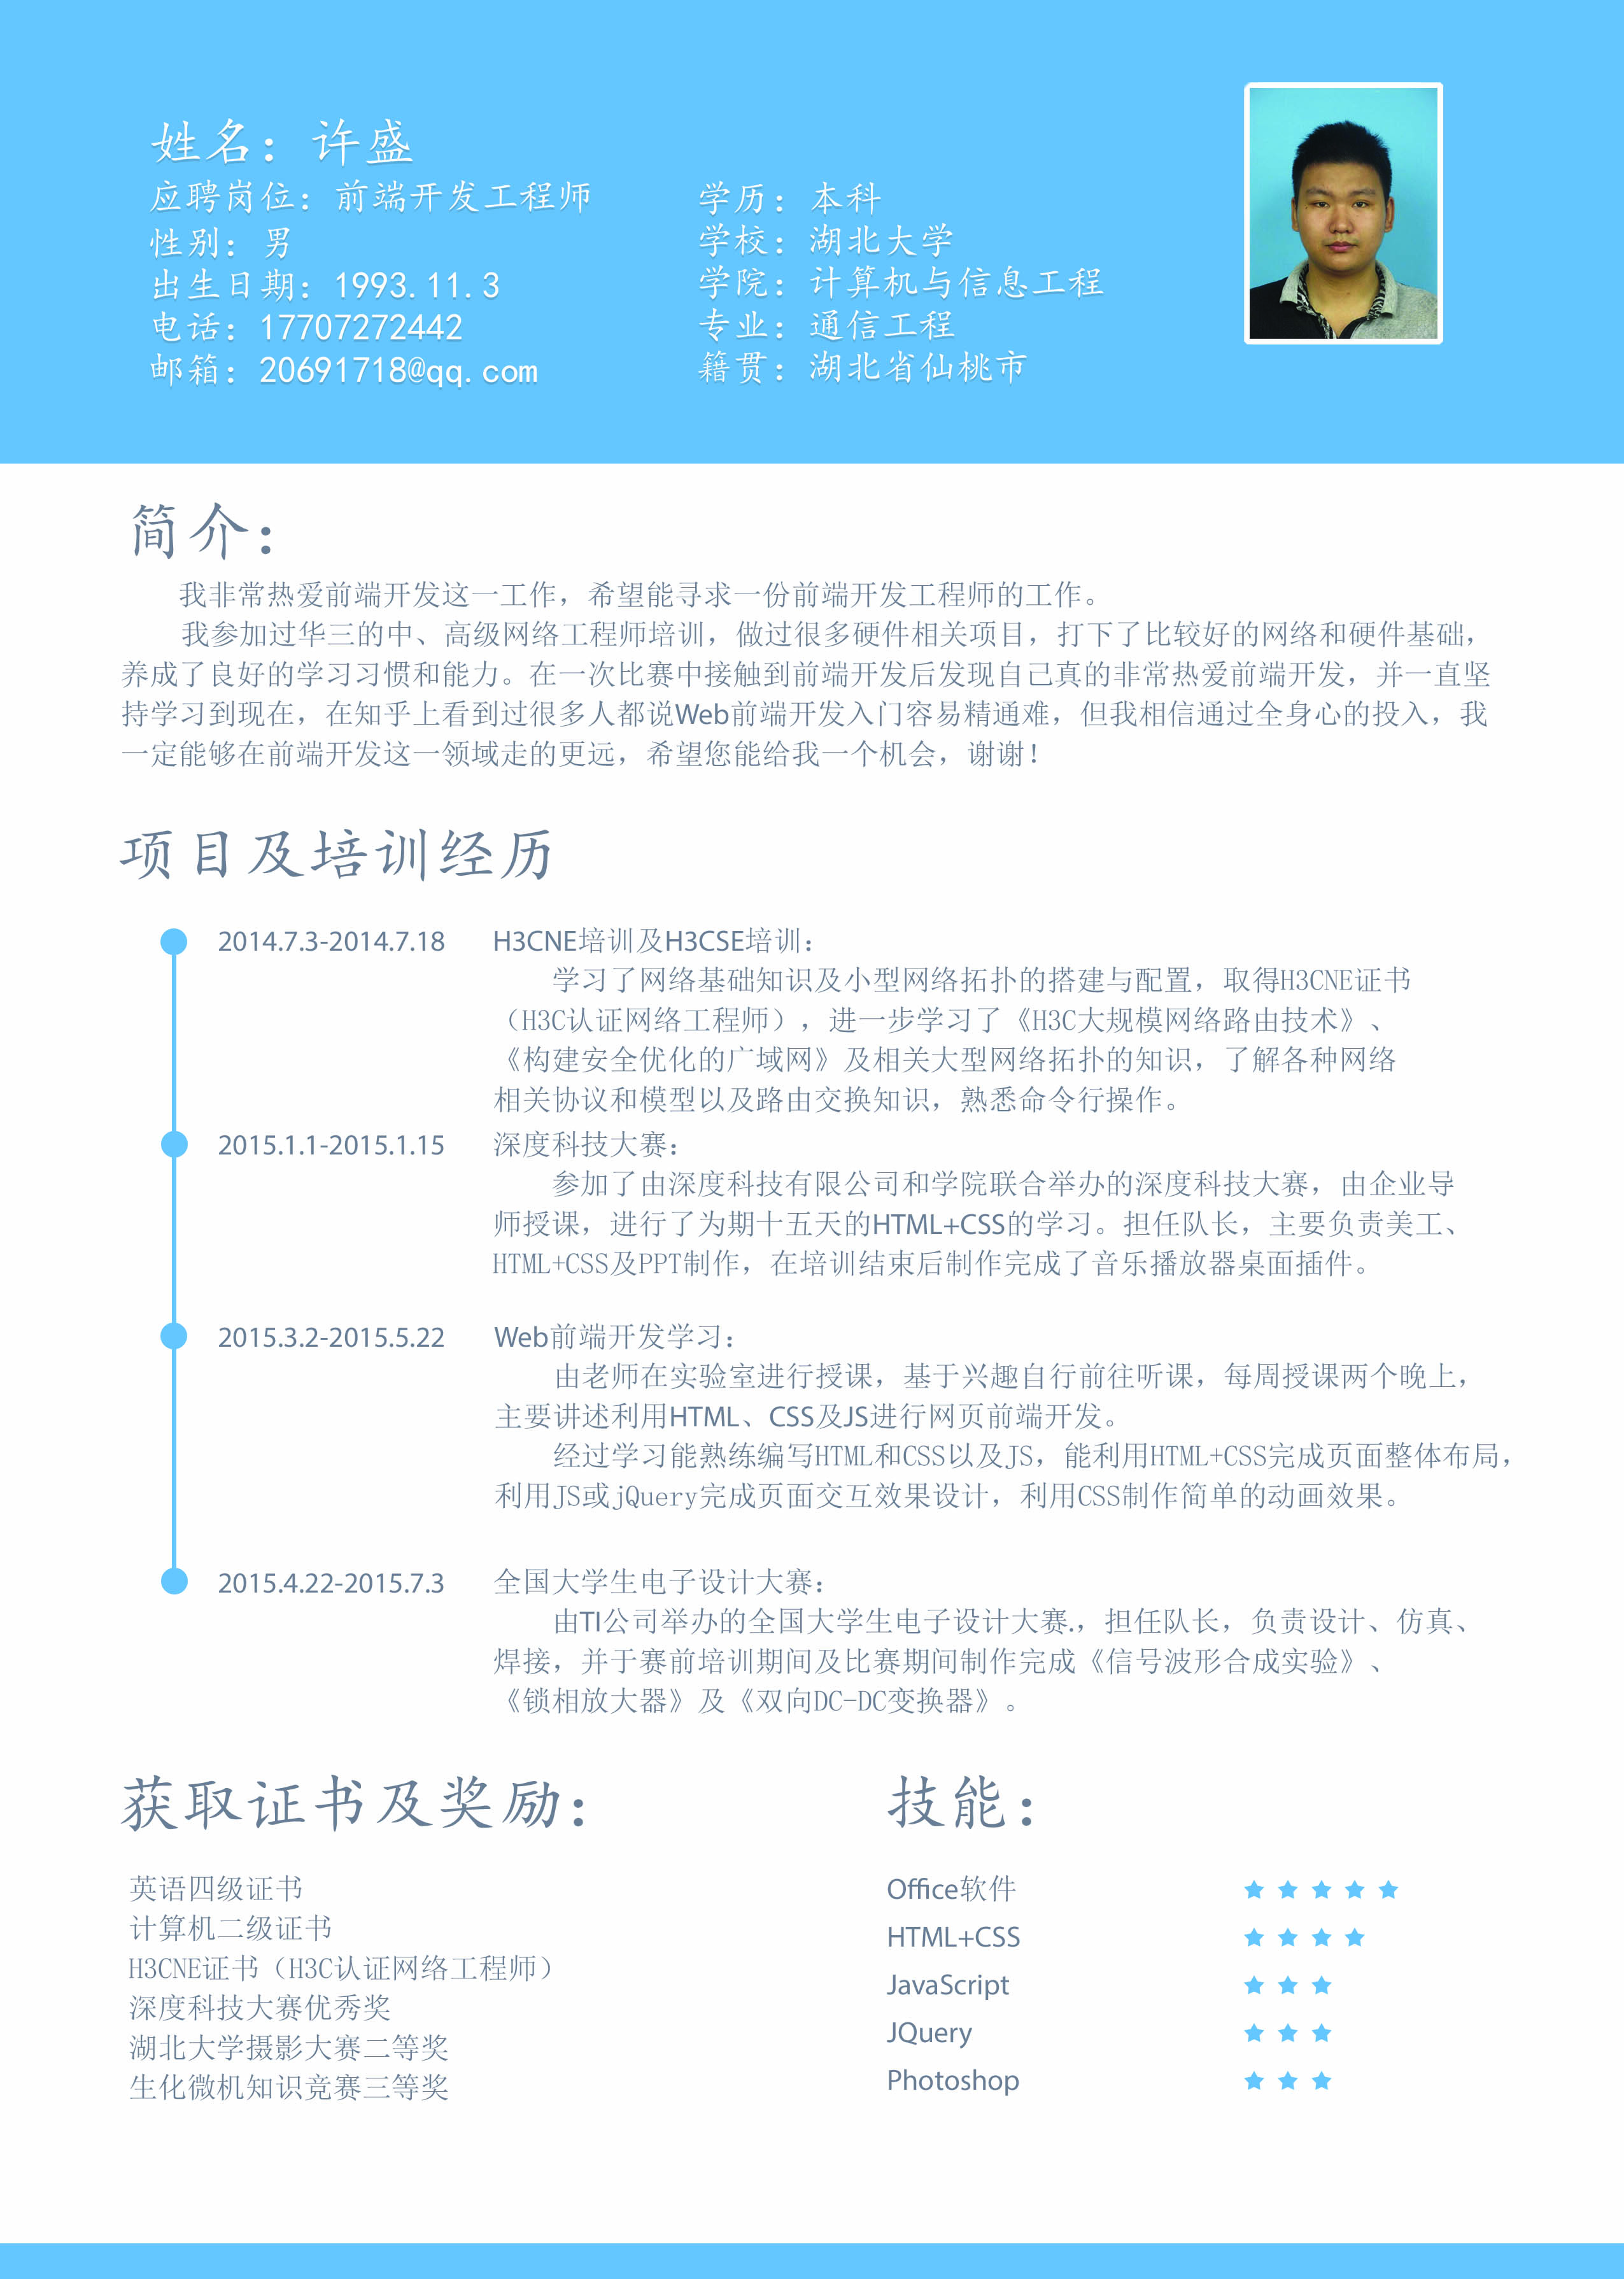 姓名：许盛
应聘岗位：前端开发工程师
性别：男
出生日期：1993.11.3
电话：17707272442
邮箱：20691718@qq.com
学历：本科
学校：湖北大学
学院：计算机与信息工程
专业：通信工程
籍贯：湖北省仙桃市
简介：
我非常热爱前端开发这一工作，希望能寻求一份前端开发工程师的工作。
我参加过华三的中、高级网络工程师培训，做过很多硬件相关项目，打下了比较好的网络和硬件基础，
养成了良好的学习习惯和能力。在一次比赛中接触到前端开发后发现自己真的非常热爱前端开发，并一直坚
持学习到现在，在知乎上看到过很多人都说Web前端开发入门容易精通难，但我相信通过全身心的投入，我
一定能够在前端开发这一领域走的更远，希望您能给我一个机会，谢谢！
项目及培训经历
2014.7.3-2014.7.18
H3CNE培训及H3CSE培训：
学习了网络基础知识及小型网络拓扑的搭建与配置，取得H3CNE证书
（H3C认证网络工程师），进一步学习了《H3C大规模网络路由技术》、
《构建安全优化的广域网》及相关大型网络拓扑的知识，了解各种网络
相关协议和模型以及路由交换知识，熟悉命令行操作。
2015.1.1-2015.1.15
深度科技大赛：
参加了由深度科技有限公司和学院联合举办的深度科技大赛，由企业导
师授课，进行了为期十五天的HTML+CSS的学习。担任队长，主要负责美工、
HTML+CSS及PPT制作，在培训结束后制作完成了音乐播放器桌面插件。
2015.3.2-2015.5.22
Web前端开发学习：
由老师在实验室进行授课，基于兴趣自行前往听课，每周授课两个晚上，
主要讲述利用HTML、CSS及JS进行网页前端开发。
经过学习能熟练编写HTML和CSS以及JS，能利用HTML+CSS完成页面整体布局，
利用JS或jQuery完成页面交互效果设计，利用CSS制作简单的动画效果。
2015.4.22-2015.7.3
全国大学生电子设计大赛：
由TI公司举办的全国大学生电子设计大赛.，担任队长，负责设计、仿真、
焊接，并于赛前培训期间及比赛期间制作完成《信号波形合成实验》、
《锁相放大器》及《双向DC-DC变换器》。
获取证书及奖励：
英语四级证书
计算机二级证书
H3CNE证书（H3C认证网络工程师）
深度科技大赛优秀奖
湖北大学摄影大赛二等奖
生化微机知识竞赛三等奖
技能：
Office软件 ★★★★★
HTML+CSS ★★★★
JavaScript ★★★
JQuery ★★★
Photoshop ★★★